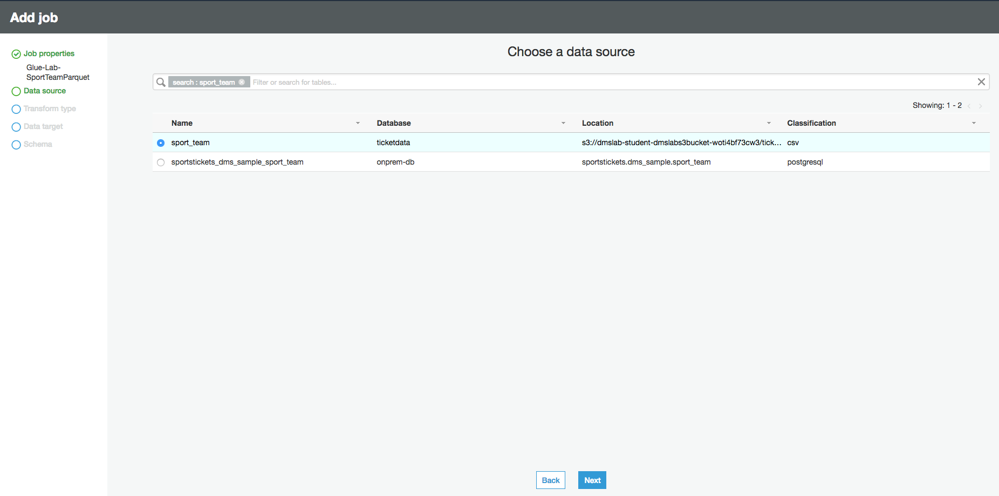 Add job
Job properties
Glue-Lab-
SportTeamParquet
Data source
Transform type
Data target
Schema
Choose a data source
search : sport_team Filter or search for tables...
Showing: 1 - 2
Name Database Location Classification
sport_team ticketdata s3://dmslab-student-dmslabs3bucket-woti4bf73cw3/tick... csv
sportstickets_dms_sample_sport_team onprem-db sportstickets.dms_sample.sport_team postgresql
Back Next